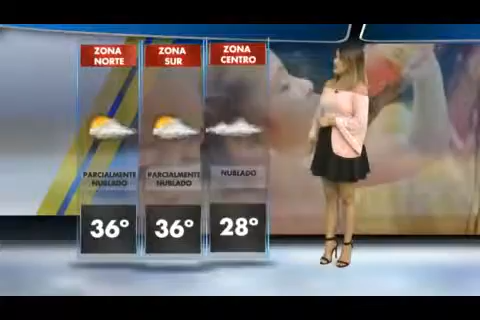 ZONA
NORTE
PARCIALMENTE
NUBLADO
36°
ZONA
SUR
PARCIALMENTE
NUBLADO
36°
ZONA
CENTRO
NUBLADO
28°